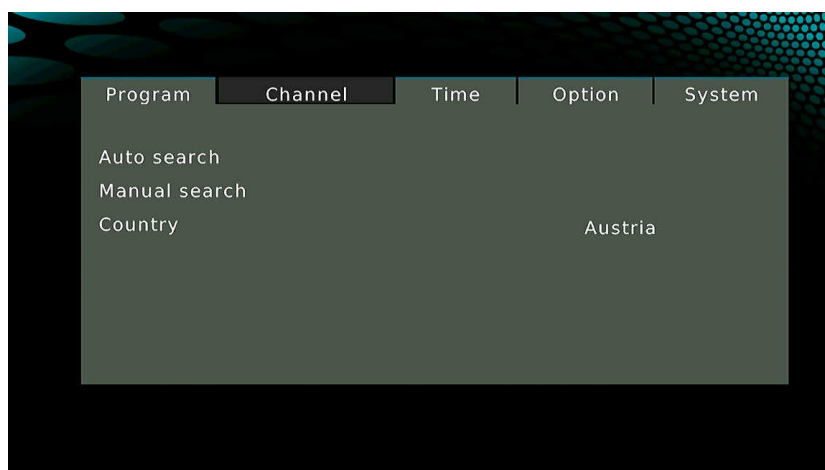 Program Channel Time Option System
Auto search
Manual search
Country Austria